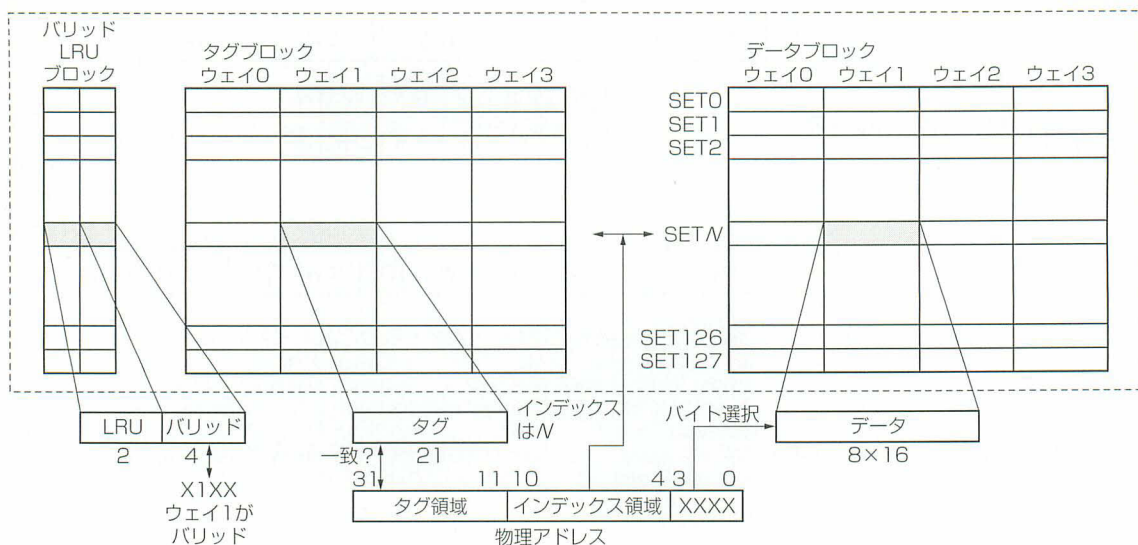 バリッド
LRU
ブロック
タグブロック
ウェイ0 ウェイ1 ウェイ2 ウェイ3
データブロック
ウェイ0 ウェイ1 ウェイ2 ウェイ3
SET0
SET1
SET2
SETN
SET126
SET127
LRU バリッド
2 4
X1XX
ウェイ1が
バリッド
タグ
21
一致?
インデックス
はN
バイト選択
データ
8×16
31 11 10 4 3 0
タグ領域 インデックス領域 XXXX
物理アドレス